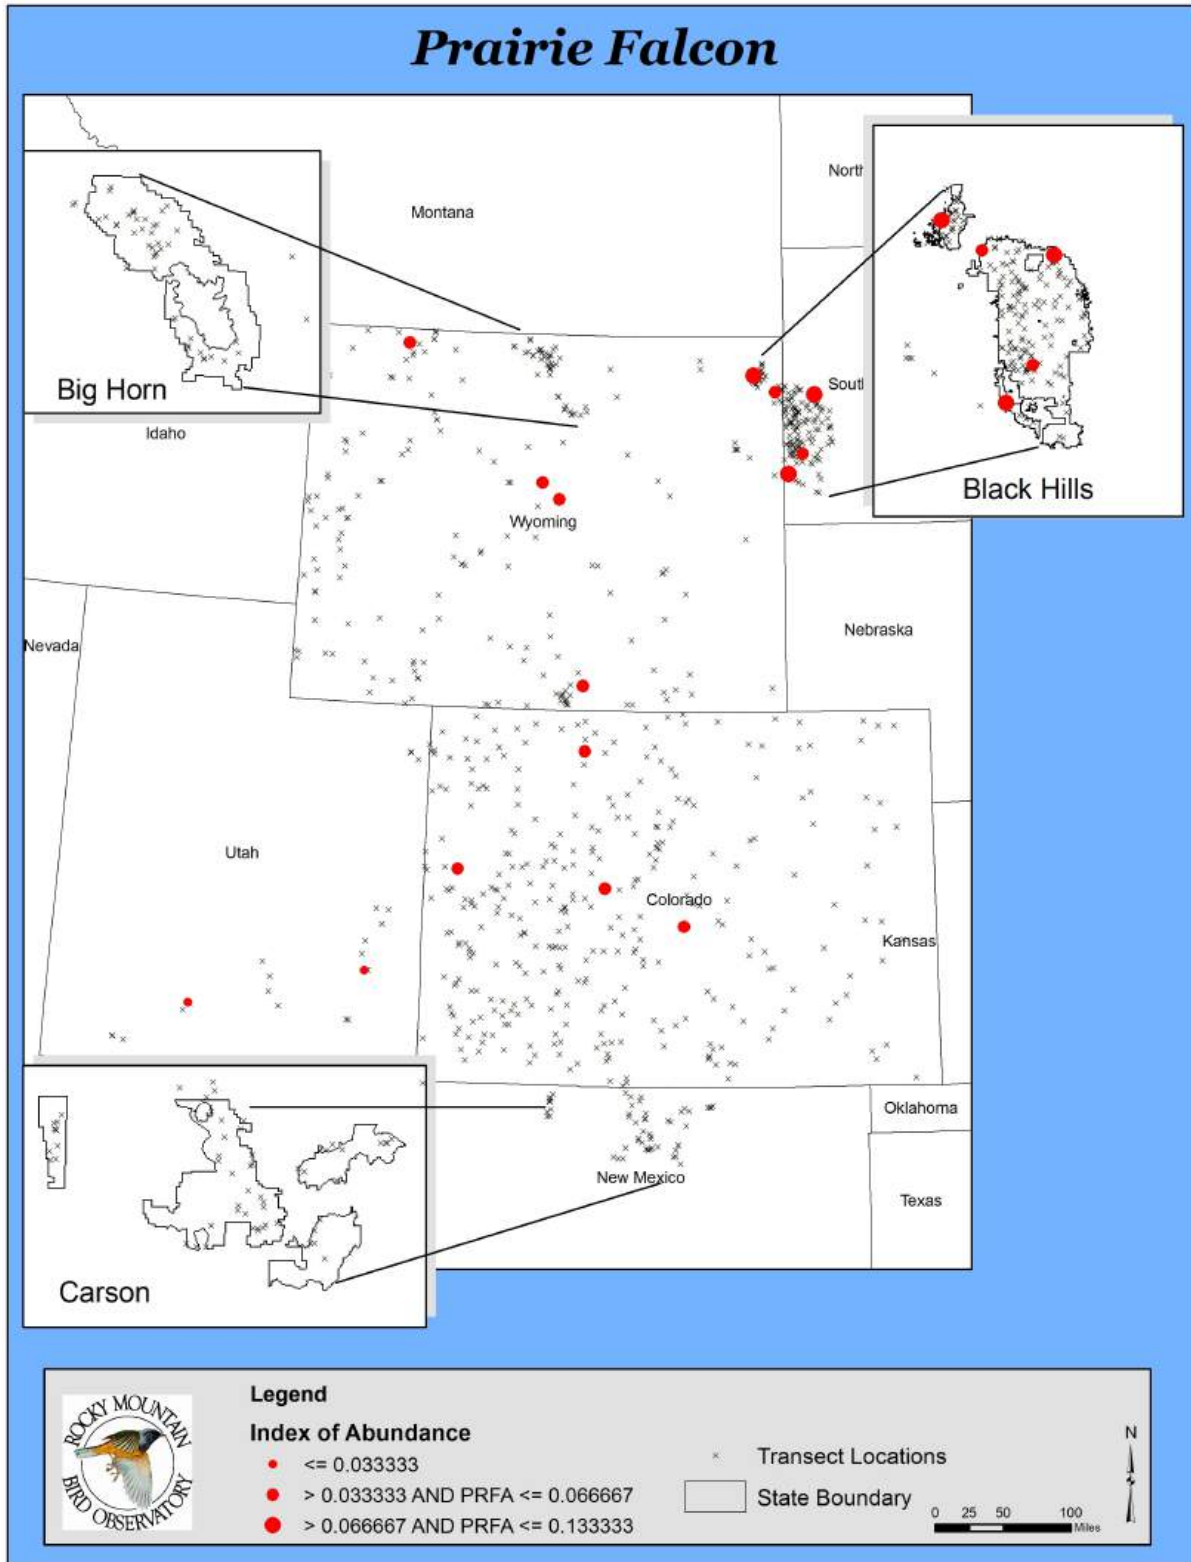 Prairie Falcon
North
Montana
Big Horn
Idaho
South
Black Hills
Wyoming
Nevada
Nebraska
Utah
Colorado
Kansas
Oklahoma
New Mexico
Texas
Carson
ROCKY MOUNTAIN
BIRD OBSERVATORY
Legend
Index of Abundance
<= 0.033333
> 0.033333 AND PRFA <= 0.066667
> 0.066667 AND PRFA <= 0.133333
Transect Locations
State Boundary
N
0 25 50 100
Miles